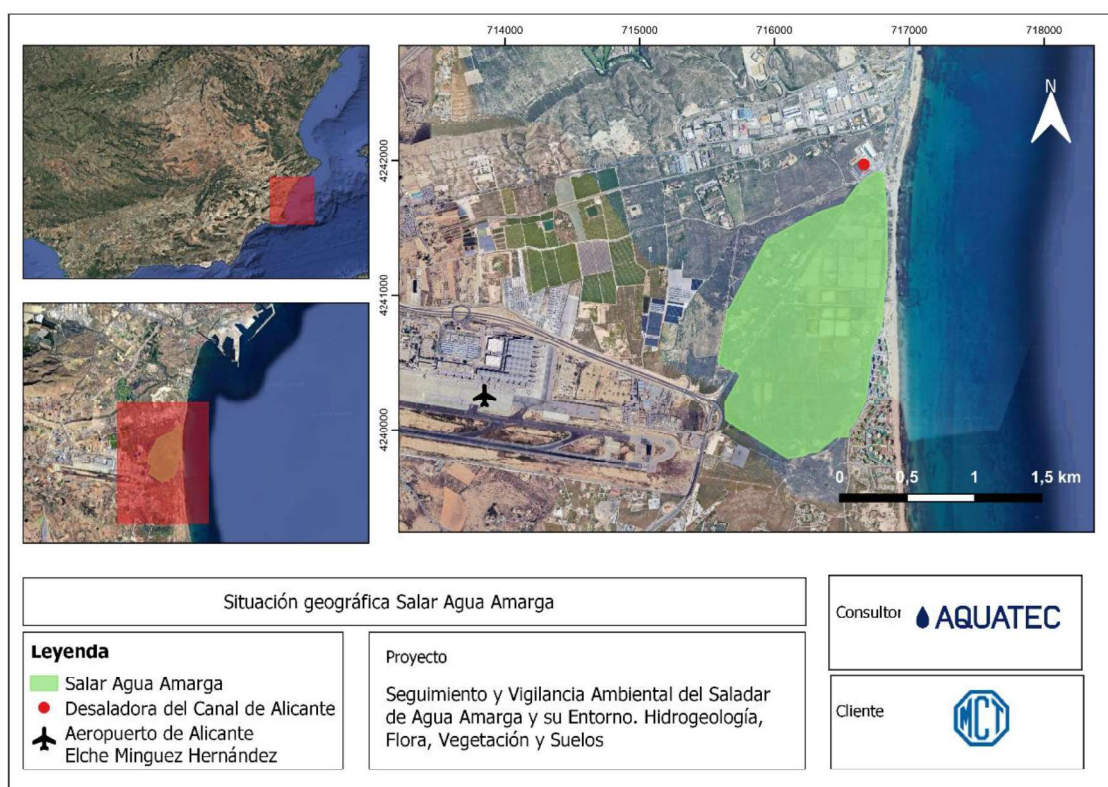 714000 715000 716000 717000 718000
4242000
4241000
4240000
N
0 0,5 1 1,5 km
Situación geográfica Salar Agua Amarga
Leyenda
Salar Agua Amarga
Desaladora del Canal de Alicante
Aeropuerto de Alicante
Elche Minguez Hernández
Proyecto
Seguimiento y Vigilancia Ambiental del Saladar
de Agua Amarga y su Entorno. Hidrogeología,
Flora, Vegetación y Suelos
Consultor
AQUATEC
Cliente
MCT